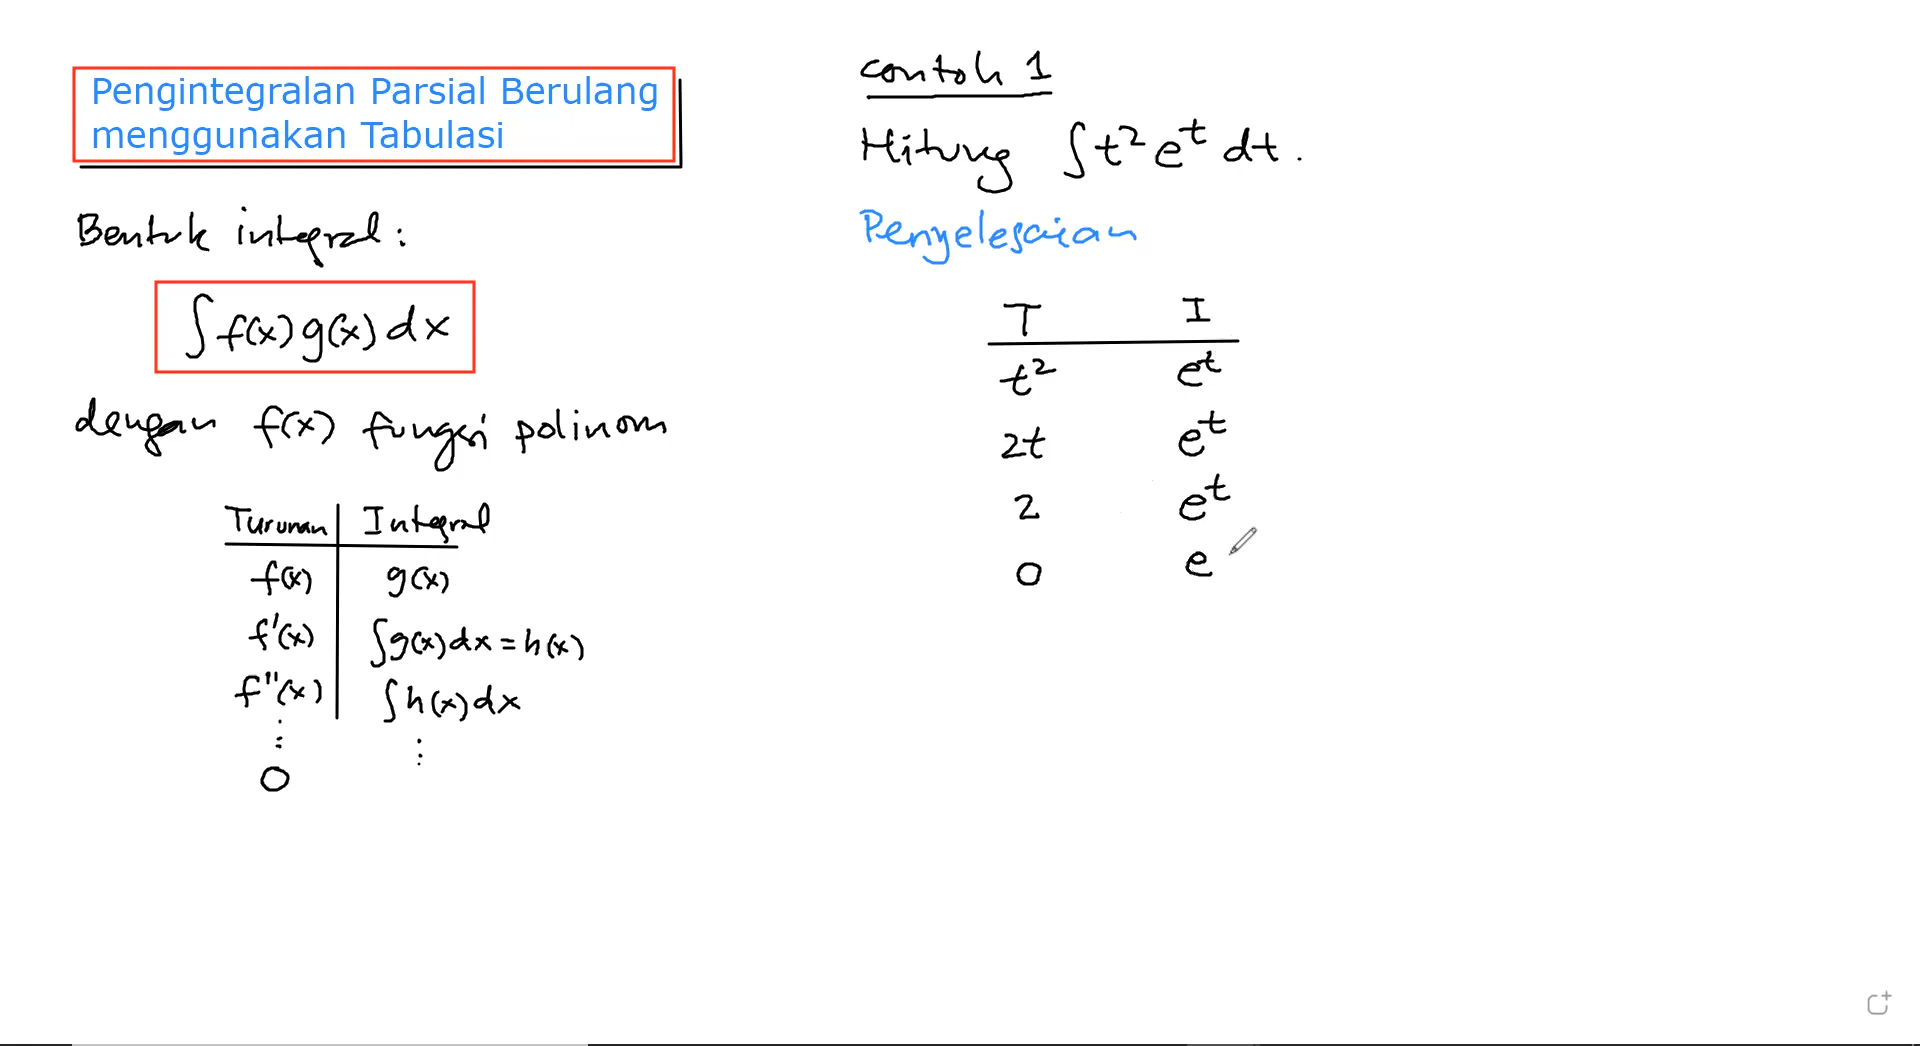 Pengintegralan Parsial Berulang
menggunakan Tabulasi
Bentuk integral:
∫f(x)g(x)dx
dengan f(x) fungsi polinom
Turunan Integral
f(x) g(x)
f'(x) ∫g(x)dx = h(x)
f''(x) ∫h(x)dx
⋮ ⋮
0
contoh 1
Hitung ∫t²eᵗ dt.
Penyelesaian
T I
t² eᵗ
2t eᵗ
2 eᵗ
0 e